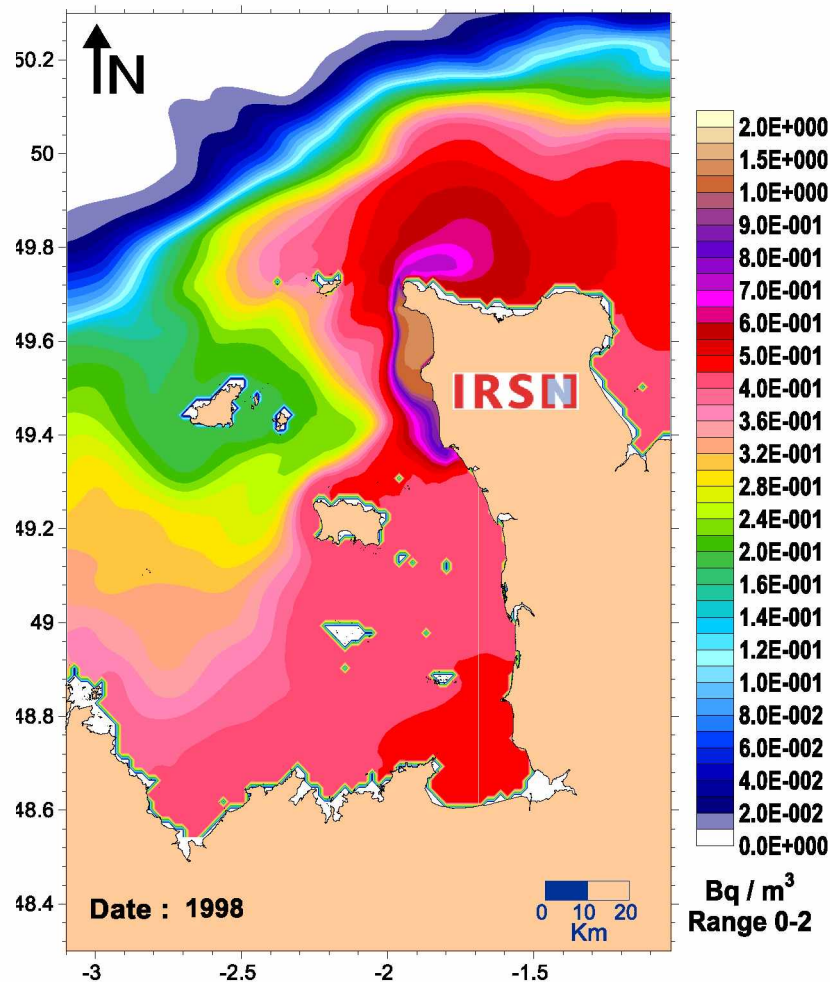 N
50.2
50
49.8
49.6
49.4
49.2
49
48.8
48.6
48.4
-3
-2.5
-2
-1.5
IRSN
Date : 1998
0 10 20
Km
2.0E+000
1.5E+000
1.0E+000
9.0E-001
8.0E-001
7.0E-001
6.0E-001
5.0E-001
4.0E-001
3.6E-001
3.2E-001
2.8E-001
2.4E-001
2.0E-001
1.6E-001
1.4E-001
1.2E-001
1.0E-001
8.0E-002
6.0E-002
4.0E-002
2.0E-002
0.0E+000
Bq / m³
Range 0-2